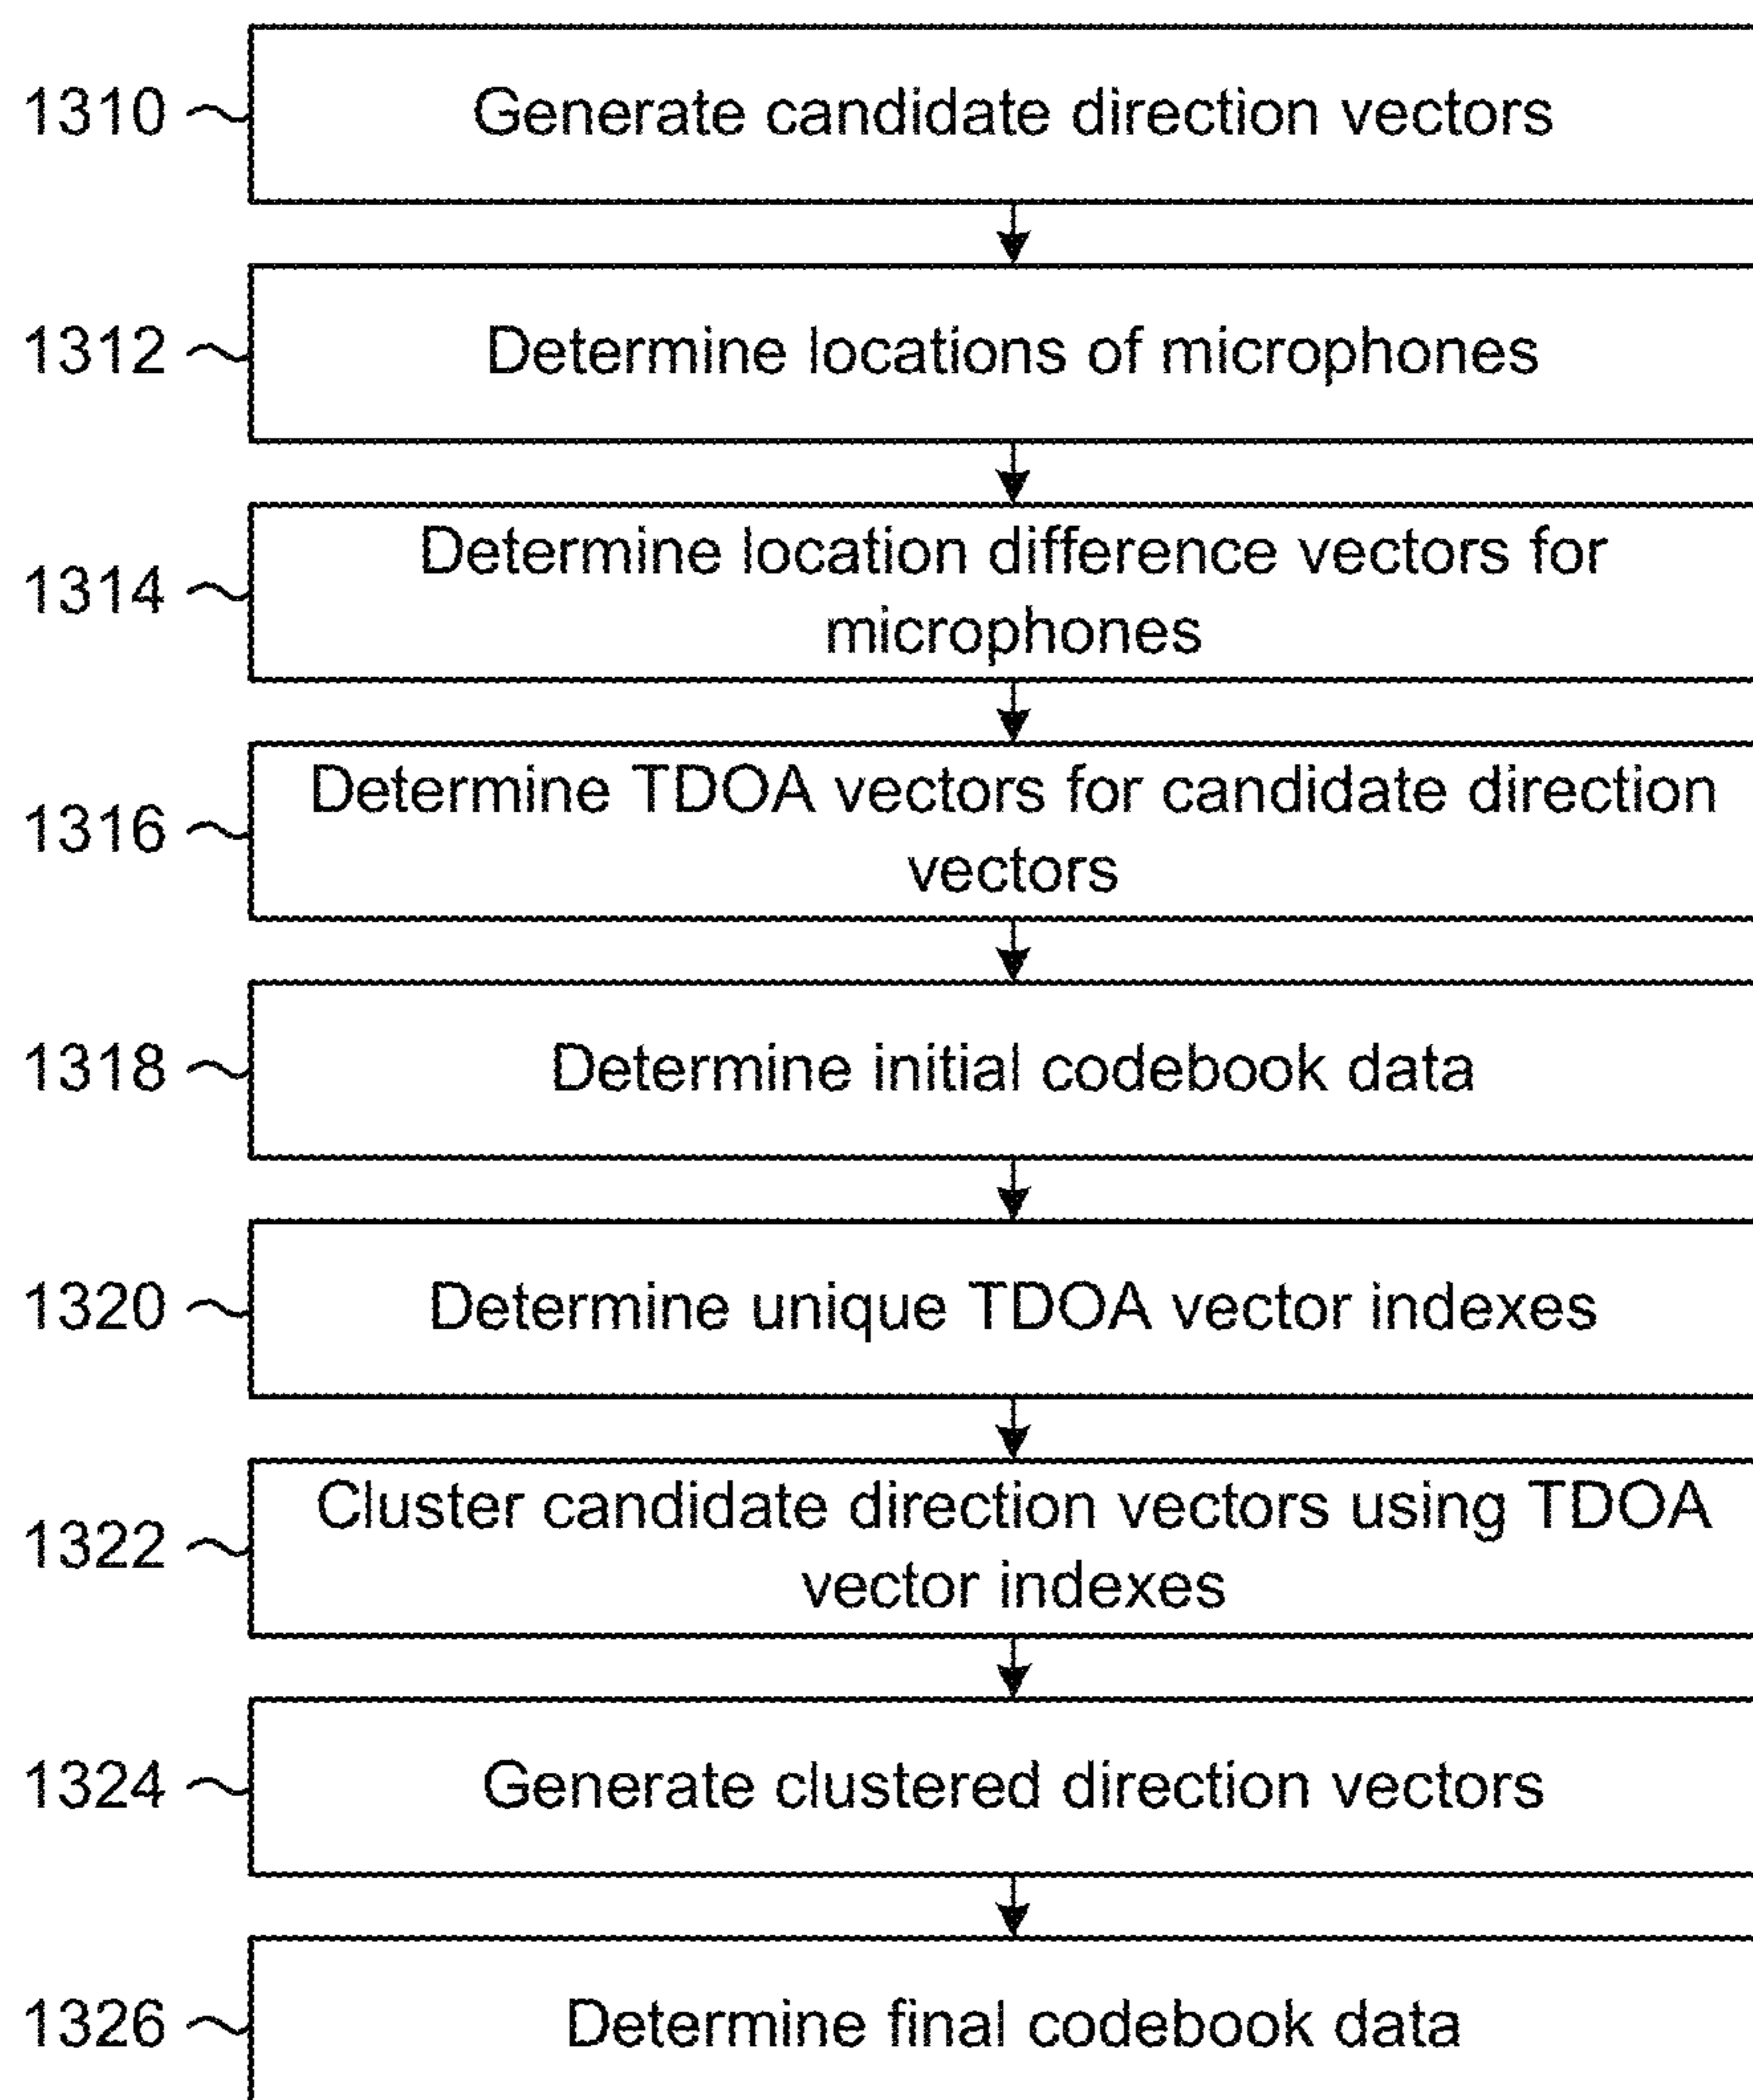 1310
Generate candidate direction vectors
1312
Determine locations of microphones
1314
Determine location difference vectors for
microphones
1316
Determine TDOA vectors for candidate direction
vectors
1318
Determine initial codebook data
1320
Determine unique TDOA vector indexes
1322
Cluster candidate direction vectors using TDOA
vector indexes
1324
Generate clustered direction vectors
1326
Determine final codebook data